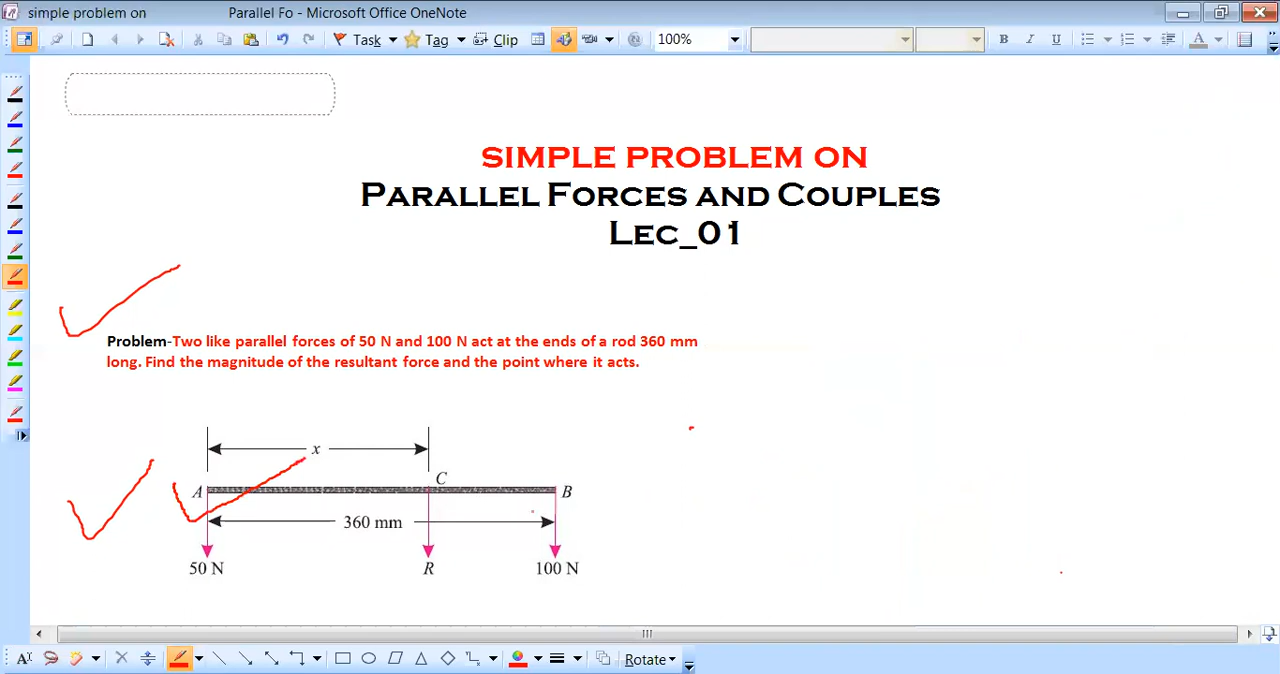 simple problem on Parallel Fo - Microsoft Office OneNote
Task Tag Clip 100% B I U A
SIMPLE PROBLEM ON
PARALLEL FORCES AND COUPLES
LEC_01
Problem-Two like parallel forces of 50 N and 100 N act at the ends of a rod 360 mm
long. Find the magnitude of the resultant force and the point where it acts.
x
A C B
360 mm
50 N R 100 N
A Rotate